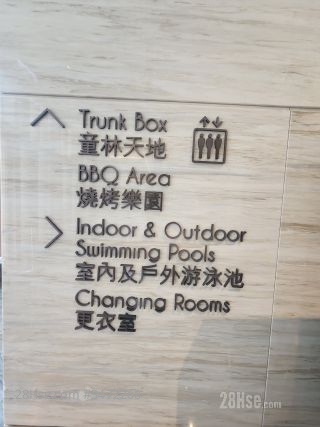 Trunk Box
童林天地
BBQ Area
燒烤樂園
Indoor & Outdoor
Swimming Pools
室內及戶外游泳池
Changing Rooms
更衣室
28Hse.com